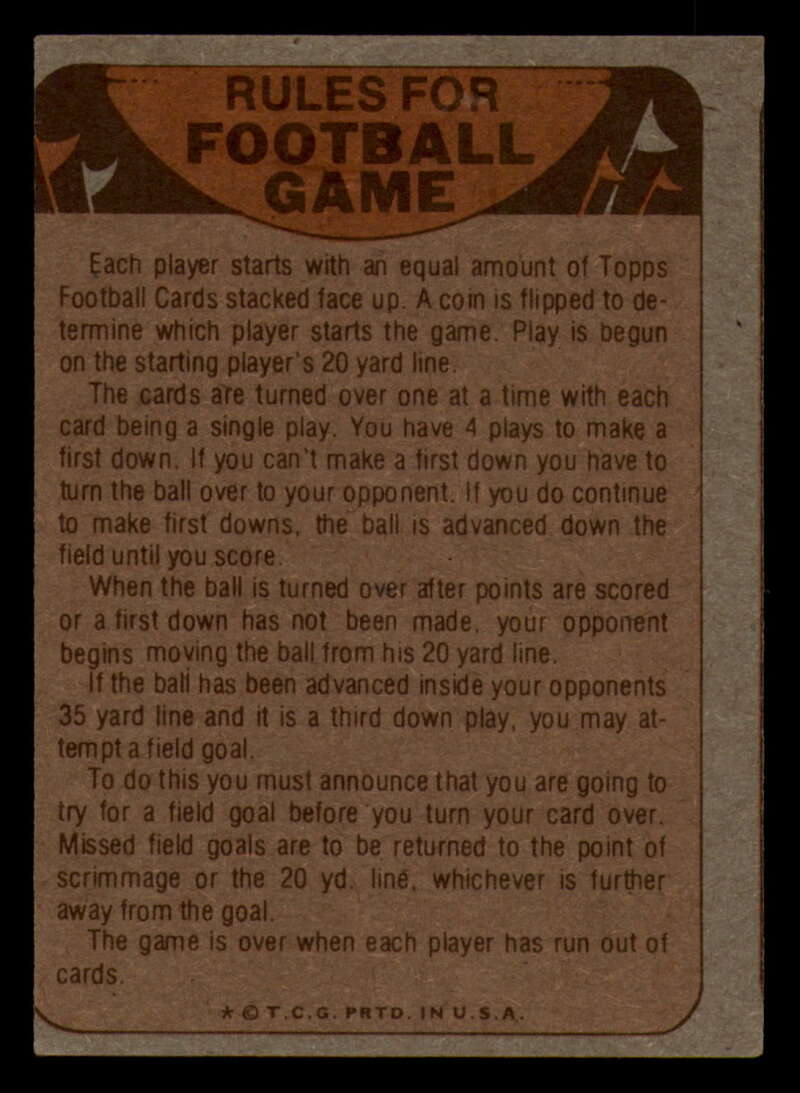 RULES FOR
FOOTBALL
GAME
Each player starts with an equal amount of Topps
Football Cards stacked face up. A coin is flipped to de-
termine which player starts the game. Play is begun
on the starting player's 20 yard line.
The cards are turned over one at a time with each
card being a single play. You have 4 plays to make a
first down. If you can't make a first down you have to
turn the ball over to your opponent. If you do continue
to make first downs, the ball is advanced down the
field until you score.
When the ball is turned over after points are scored
or a first down has not been made, your opponent
begins moving the ball from his 20 yard line.
If the ball has been advanced inside your opponents
35 yard line and it is a third down play, you may at-
tempt a field goal.
To do this you must announce that you are going to
try for a field goal before you turn your card over.
Missed field goals are to be returned to the point of
scrimmage or the 20 yd. line, whichever is further
away from the goal.
The game is over when each player has run out of
cards.
* © T.C.G. PRTD. IN U.S.A.